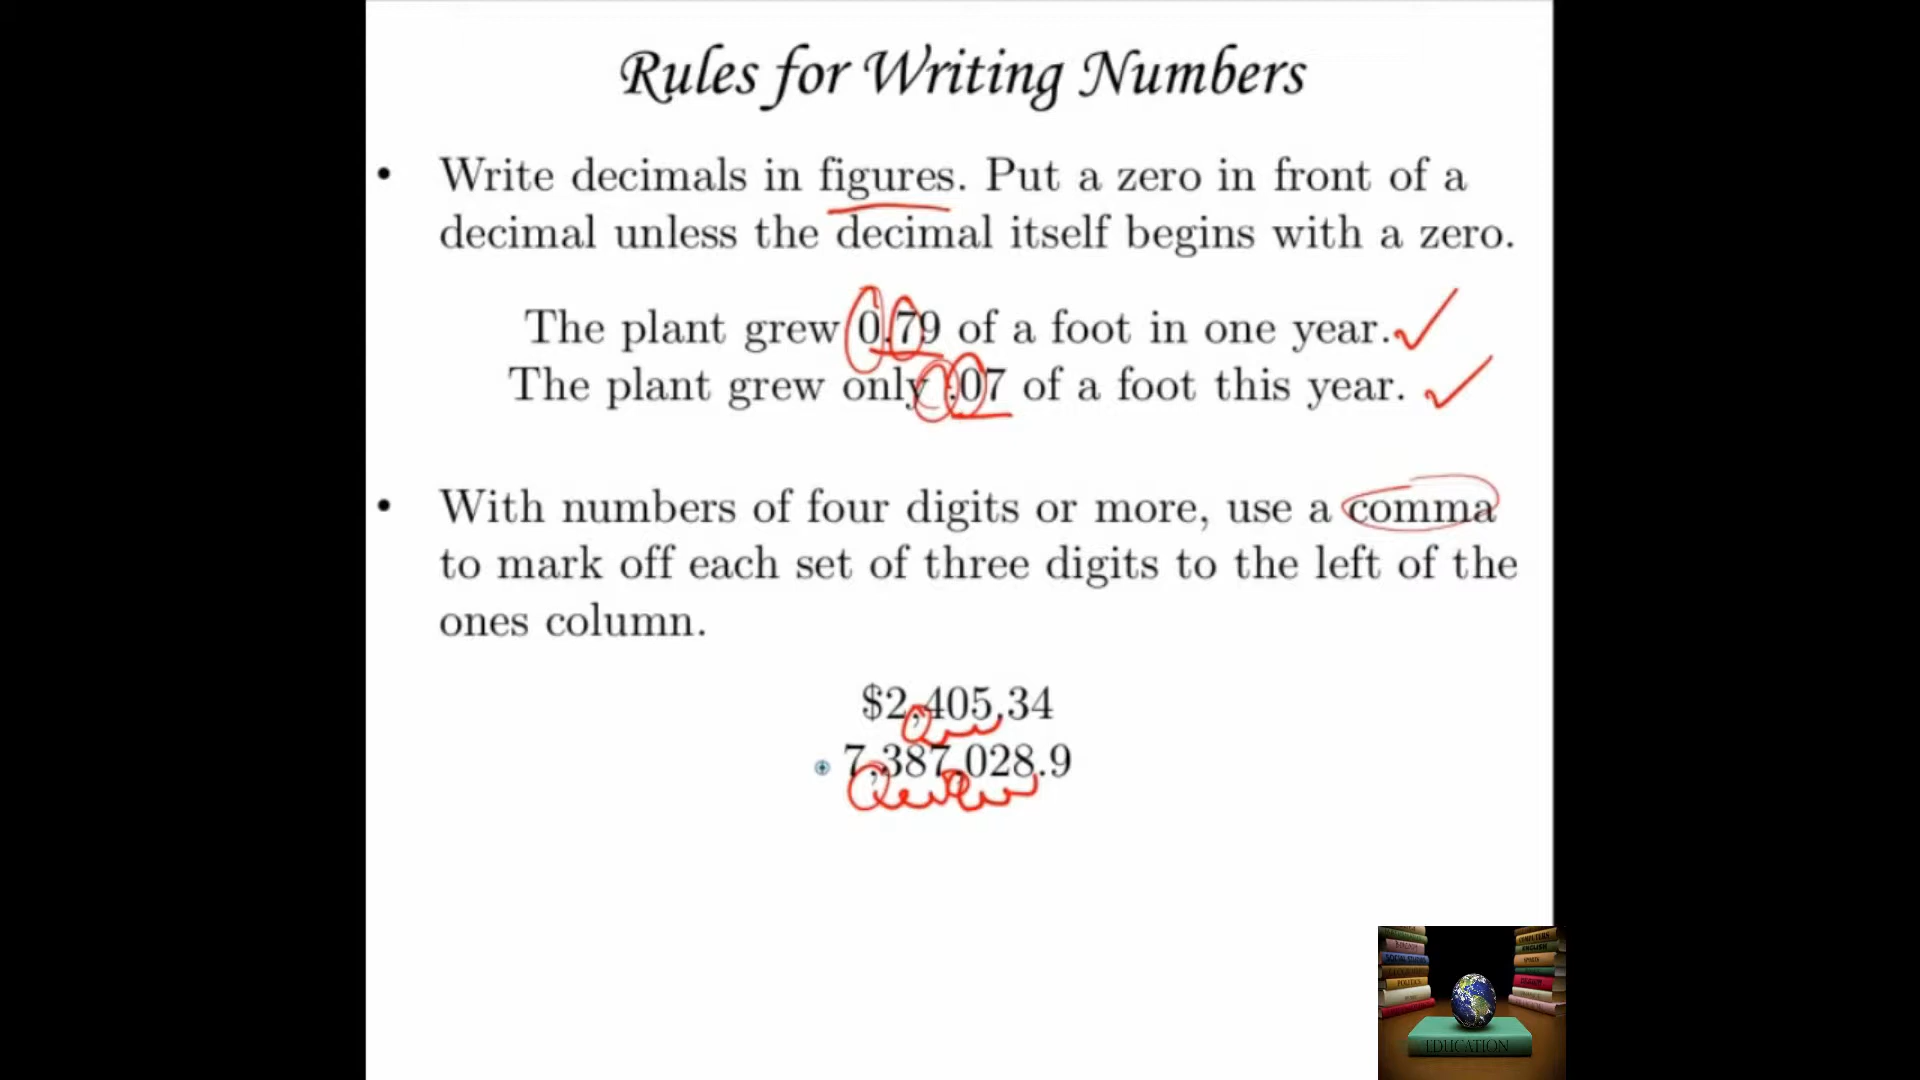 Rules for Writing Numbers
• Write decimals in figures. Put a zero in front of a
decimal unless the decimal itself begins with a zero.
The plant grew 0.79 of a foot in one year.
The plant grew only .07 of a foot this year.
• With numbers of four digits or more, use a comma
to mark off each set of three digits to the left of the
ones column.
$2,405.34
7,387,028.9
EDUCATION